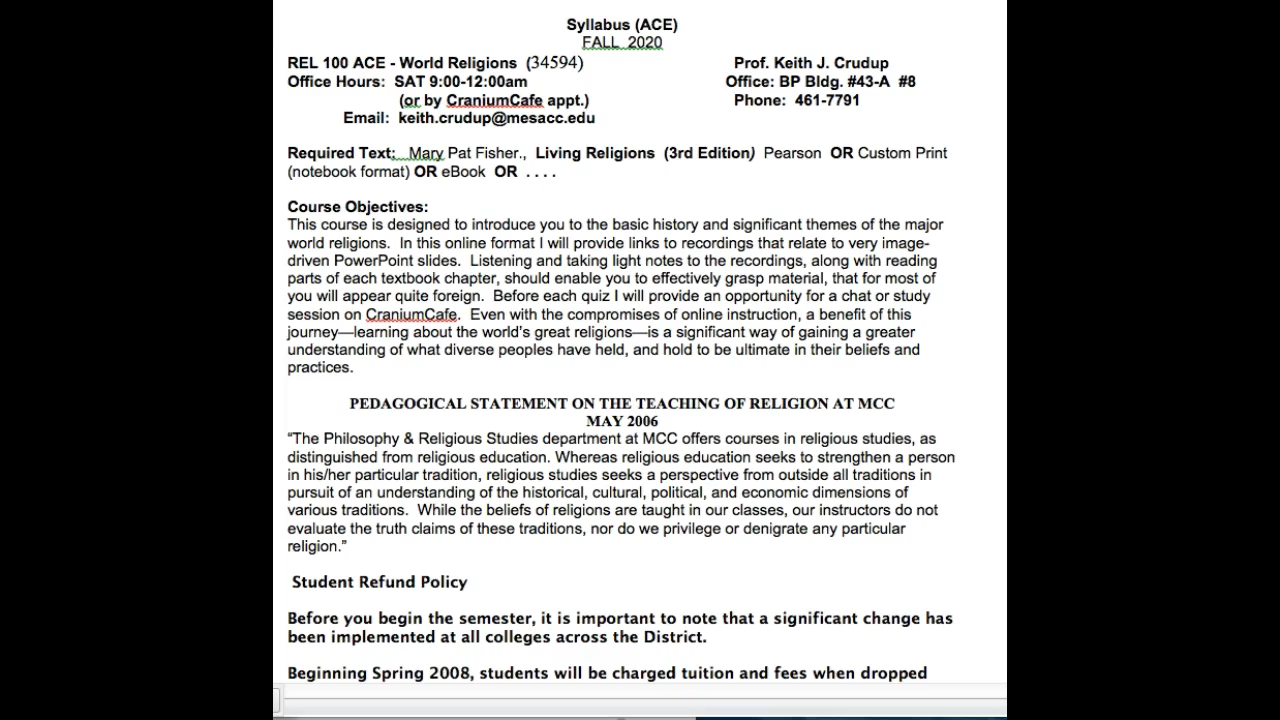 Syllabus (ACE)
FALL 2020
REL 100 ACE - World Religions (34594) Prof. Keith J. Crudup
Office Hours: SAT 9:00-12:00am Office: BP Bldg. #43-A #8
(or by CraniumCafe appt.) Phone: 461-7791
Email: keith.crudup@mesacc.edu
Required Text: Mary Pat Fisher., Living Religions (3rd Edition) Pearson OR Custom Print
(notebook format) OR eBook OR . . . .
Course Objectives:
This course is designed to introduce you to the basic history and significant themes of the major
world religions. In this online format I will provide links to recordings that relate to very image-
driven PowerPoint slides. Listening and taking light notes to the recordings, along with reading
parts of each textbook chapter, should enable you to effectively grasp material, that for most of
you will appear quite foreign. Before each quiz I will provide an opportunity for a chat or study
session on CraniumCafe. Even with the compromises of online instruction, a benefit of this
journey—learning about the world's great religions—is a significant way of gaining a greater
understanding of what diverse peoples have held, and hold to be ultimate in their beliefs and
practices.
PEDAGOGICAL STATEMENT ON THE TEACHING OF RELIGION AT MCC
MAY 2006
“The Philosophy & Religious Studies department at MCC offers courses in religious studies, as
distinguished from religious education. Whereas religious education seeks to strengthen a person
in his/her particular tradition, religious studies seeks a perspective from outside all traditions in
pursuit of an understanding of the historical, cultural, political, and economic dimensions of
various traditions. While the beliefs of religions are taught in our classes, our instructors do not
evaluate the truth claims of these traditions, nor do we privilege or denigrate any particular
religion.”
Student Refund Policy
Before you begin the semester, it is important to note that a significant change has
been implemented at all colleges across the District.
Beginning Spring 2008, students will be charged tuition and fees when dropped